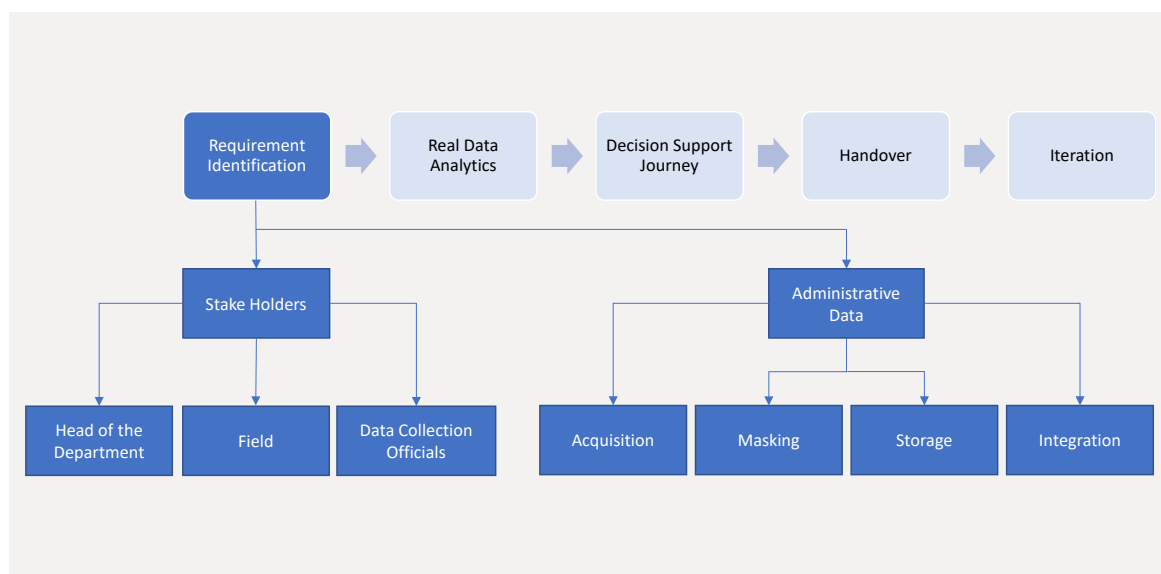 Requirement
Identification
Real Data
Analytics
Decision Support
Journey
Handover
Iteration
Stake Holders
Administrative
Data
Head of the
Department
Field
Data Collection
Officials
Acquisition
Masking
Storage
Integration